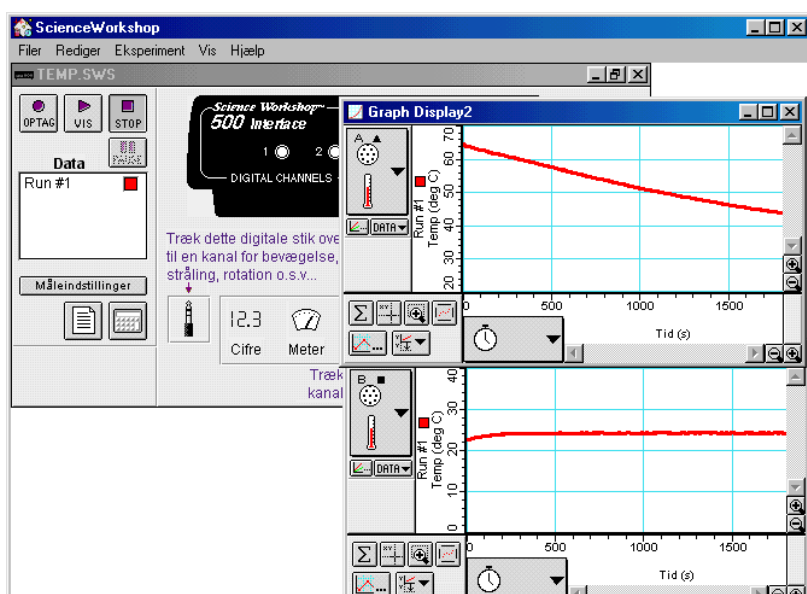 ScienceWorkshop
Filer Rediger Eksperiment Vis Hjælp
TEMP.SWS
OPTAG VIS STOP
PAUSE
Data
Run #1
Måleindstillinger
Science Workshop™
500 Interface
1 2
DIGITAL CHANNELS
Træk dette digitale stik ove
til en kanal for bevægelse,
stråling, rotation o.s.v...
12.3
Cifre Meter
Træk
kanal
Graph Display2
A
DATA
Run #1
Temp (deg C)
70
60
50
40
30
20
0 500 1000 1500
Tid (s)
B
DATA
Run #1
Temp (deg C)
40
30
20
10
0
0 500 1000 1500
Tid (s)